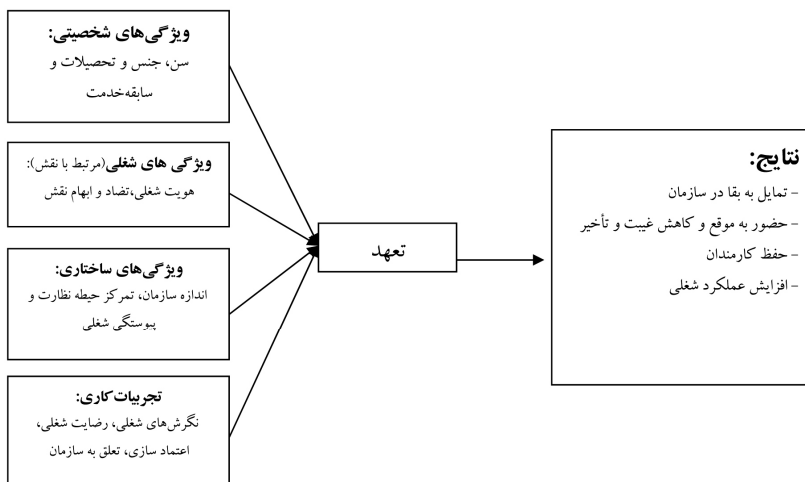 ویژگی‌های شخصیتی:
سن، جنس و تحصیلات و
سابقه‌خدمت
ویژگی های شغلی(مرتبط با نقش):
هویت شغلی،تضاد و ابهام نقش
ویژگی‌های ساختاری:
اندازه سازمان، تمرکز حیطه نظارت و
پیوستگی شغلی
تجربیات‌کاری:
نگرش‌های شغلی، رضایت شغلی،
اعتماد سازی، تعلق به سازمان
تعهد
نتایج:
- تمایل به بقا در سازمان
- حضور به موقع و کاهش غیبت و تأخیر
- حفظ کارمندان
- افزایش عملکرد شغلی